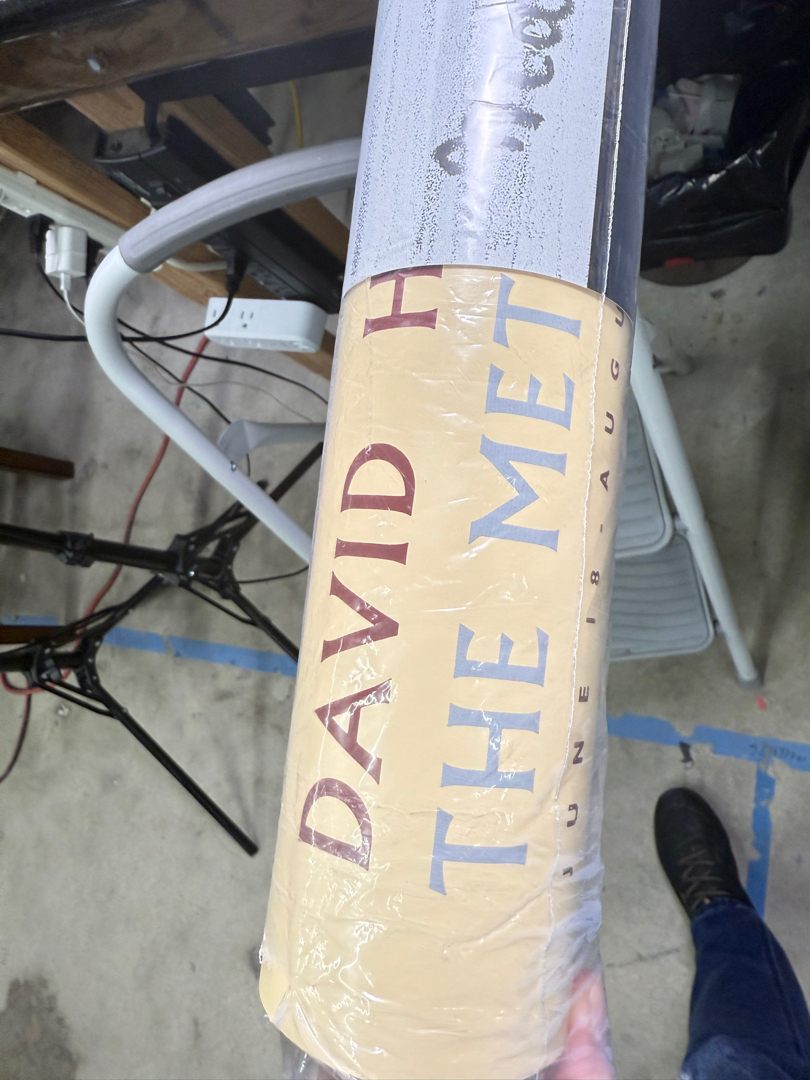 DAVID H
THE MET
JUNE 18 - AUGU